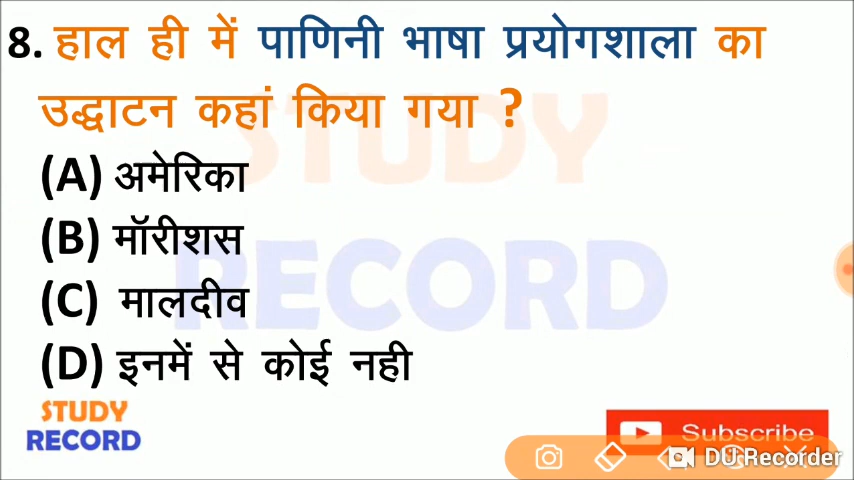 8. हाल ही में पाणिनी भाषा प्रयोगशाला का
उद्घाटन कहां किया गया ?
(A) अमेरिका
(B) मॉरीशस
(C) मालदीव
(D) इनमें से कोई नही
STUDY
RECORD
STUDY
RECORD
Subscribe
DU Recorder